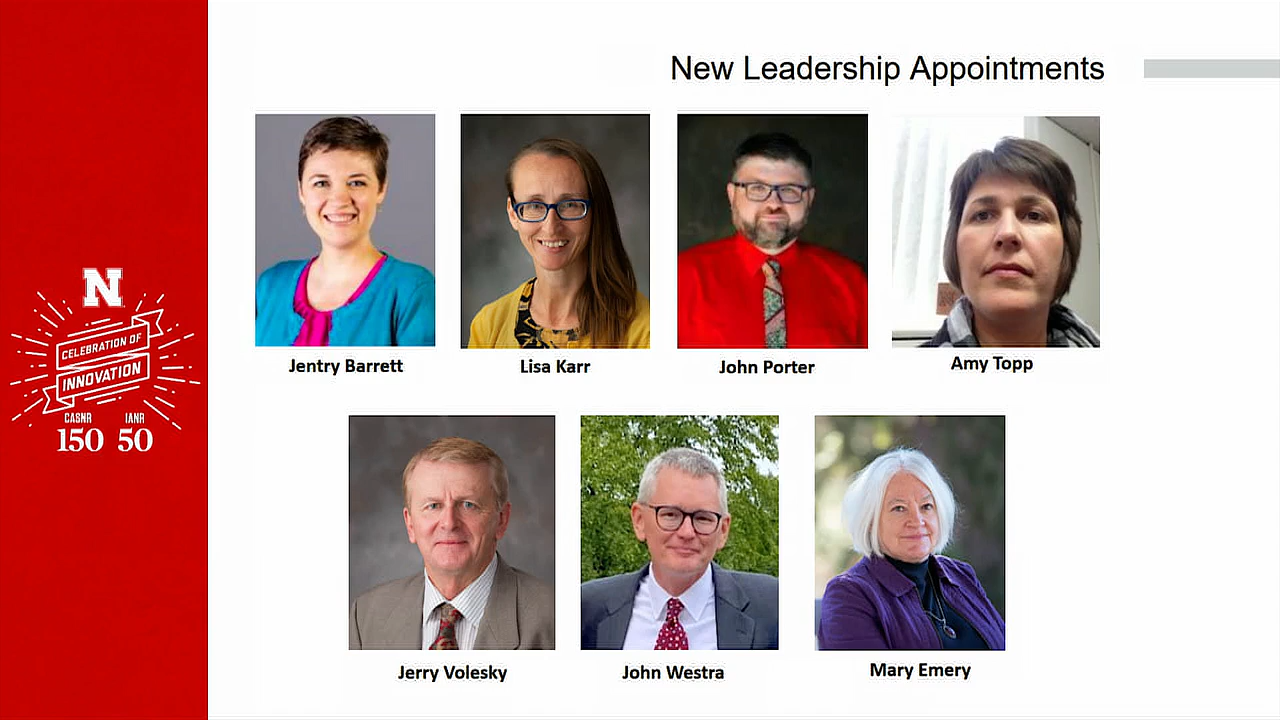 New Leadership Appointments
Jentry Barrett
Lisa Karr
John Porter
Amy Topp
N
CELEBRATION OF
INNOVATION
CASNR IANR
150 50
Jerry Volesky
John Westra
Mary Emery